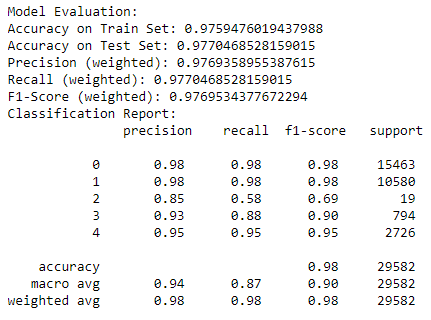 Model Evaluation:
Accuracy on Train Set: 0.9759476019437988
Accuracy on Test Set: 0.9770468528159015
Precision (weighted): 0.9769358955387615
Recall (weighted): 0.9770468528159015
F1-Score (weighted): 0.9769534377672294
Classification Report:
precision recall f1-score support
0 0.98 0.98 0.98 15463
1 0.98 0.98 0.98 10580
2 0.85 0.58 0.69 19
3 0.93 0.88 0.90 794
4 0.95 0.95 0.95 2726
accuracy 0.98 29582
macro avg 0.94 0.87 0.90 29582
weighted avg 0.98 0.98 0.98 29582